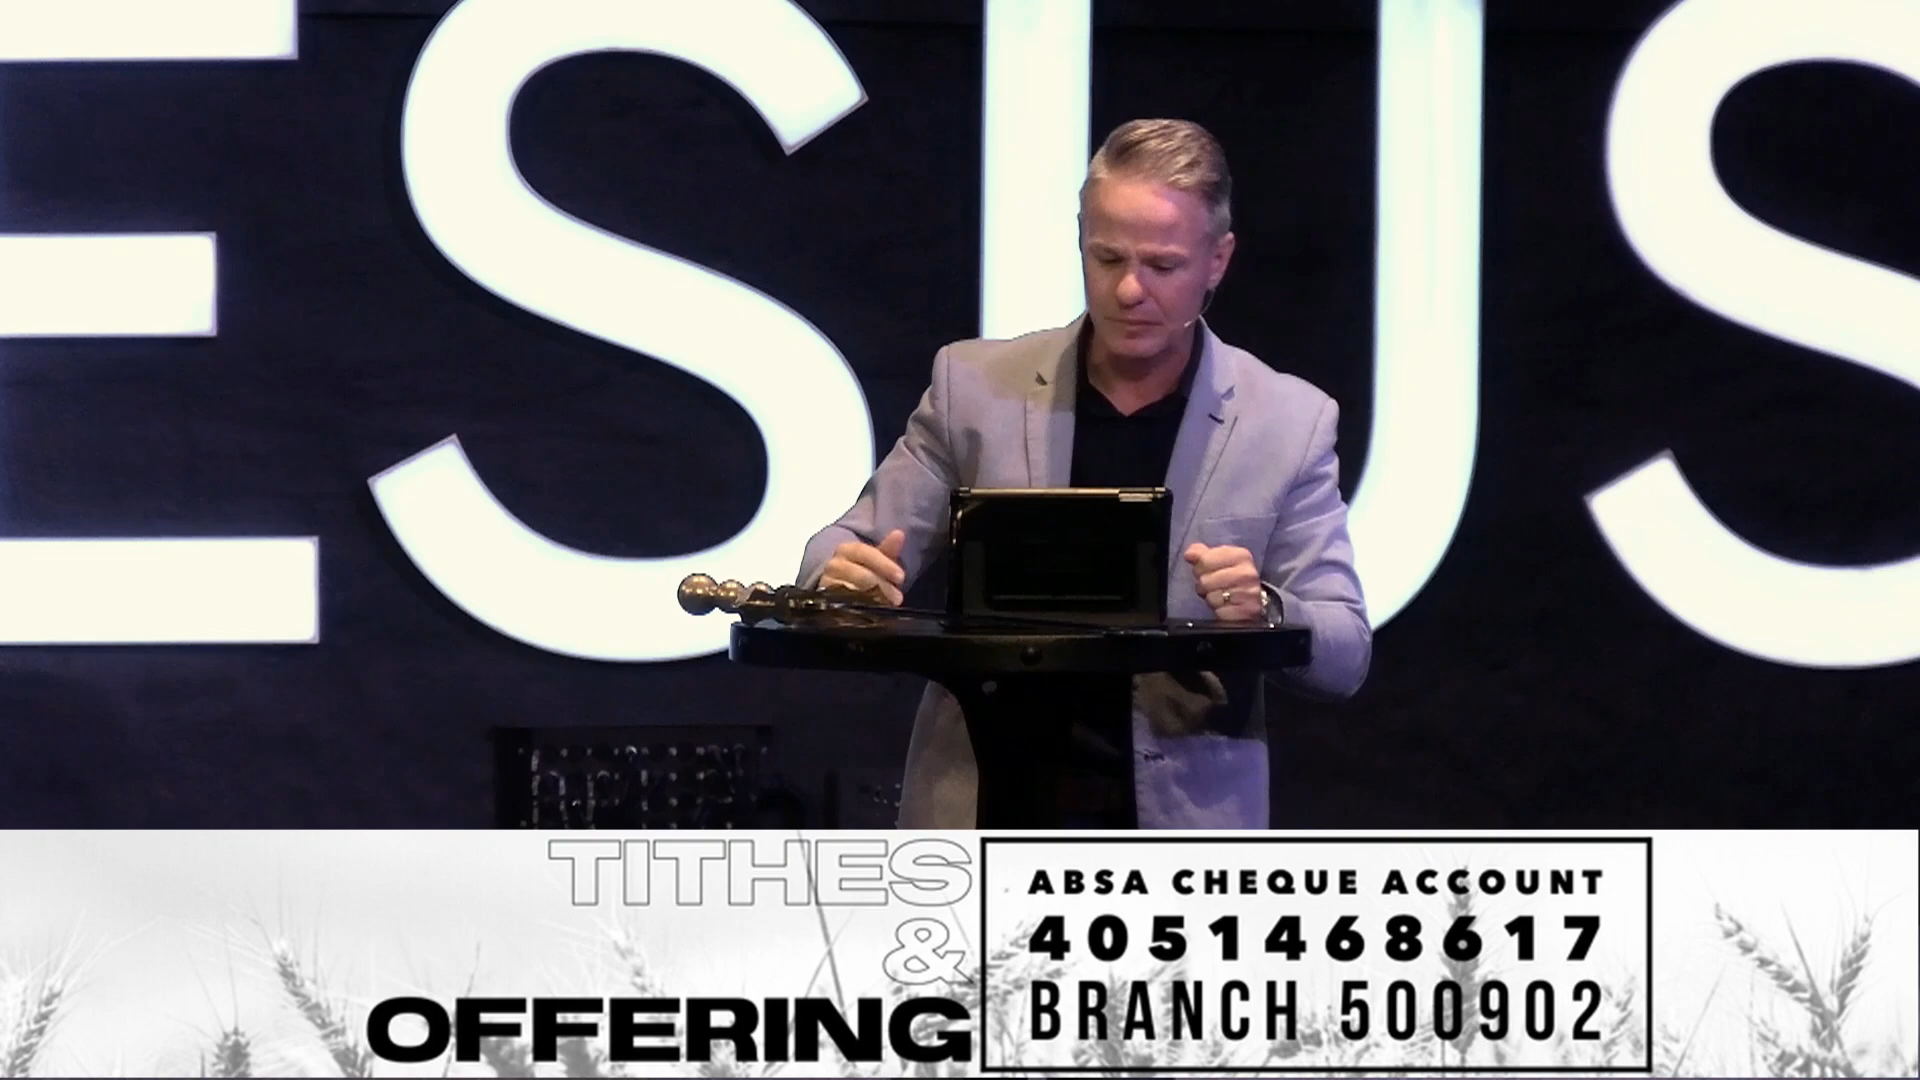 ESUS
TITHES
&
OFFERING
ABSA CHEQUE ACCOUNT
4051468617
BRANCH 500902